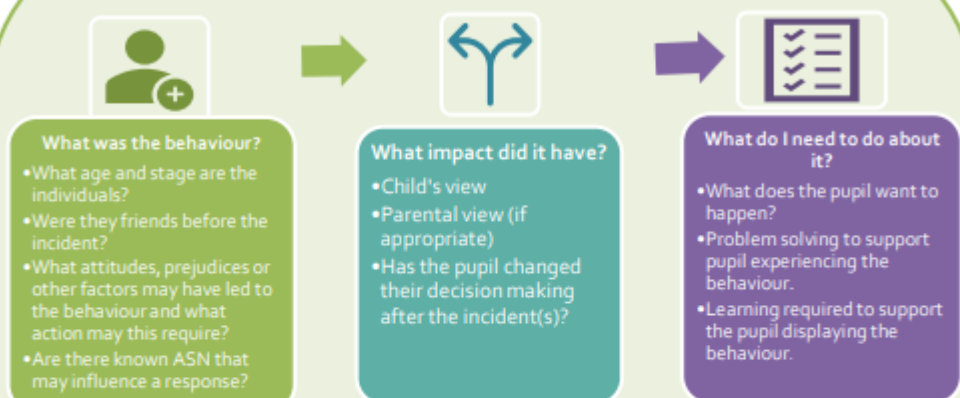 What was the behaviour?
•What age and stage are the
individuals?
•Were they friends before the
incident?
•What attitudes, prejudices or
other factors may have led to
the behaviour and what
action may this require?
•Are there known ASN that
may influence a response?
What impact did it have?
•Child's view
•Parental view (if
appropriate)
•Has the pupil changed
their decision making
after the incident(s)?
What do I need to do about
it?
•What does the pupil want to
happen?
•Problem solving to support
pupil experiencing the
behaviour.
•Learning required to support
the pupil displaying the
behaviour.